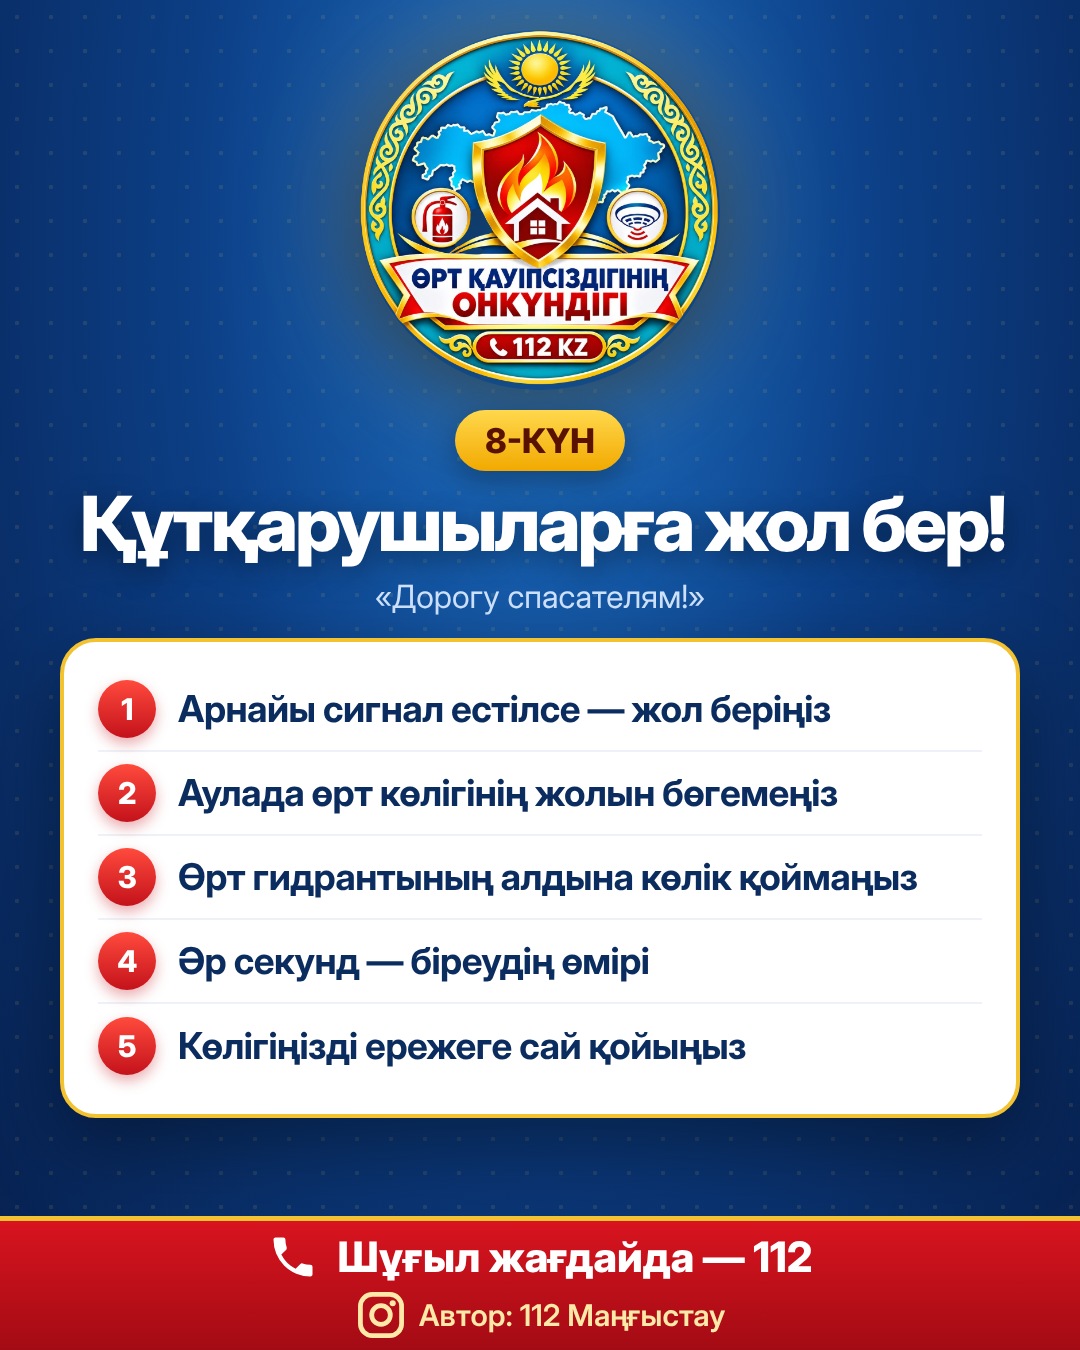 ӨРТ ҚАУІПСІЗДІГІНІҢ
ОНКҮНДІГІ
112 KZ
8-КҮН
Құтқарушыларға жол бер!
«Дорогу спасателям!»
1 Арнайы сигнал естілсе — жол беріңіз
2 Аулада өрт көлігінің жолын бөгемеңіз
3 Өрт гидрантының алдына көлік қоймаңыз
4 Әр секунд — біреудің өмірі
5 Көлігіңізді ережеге сай қойыңыз
Шұғыл жағдайда — 112
Автор: 112 Маңғыстау